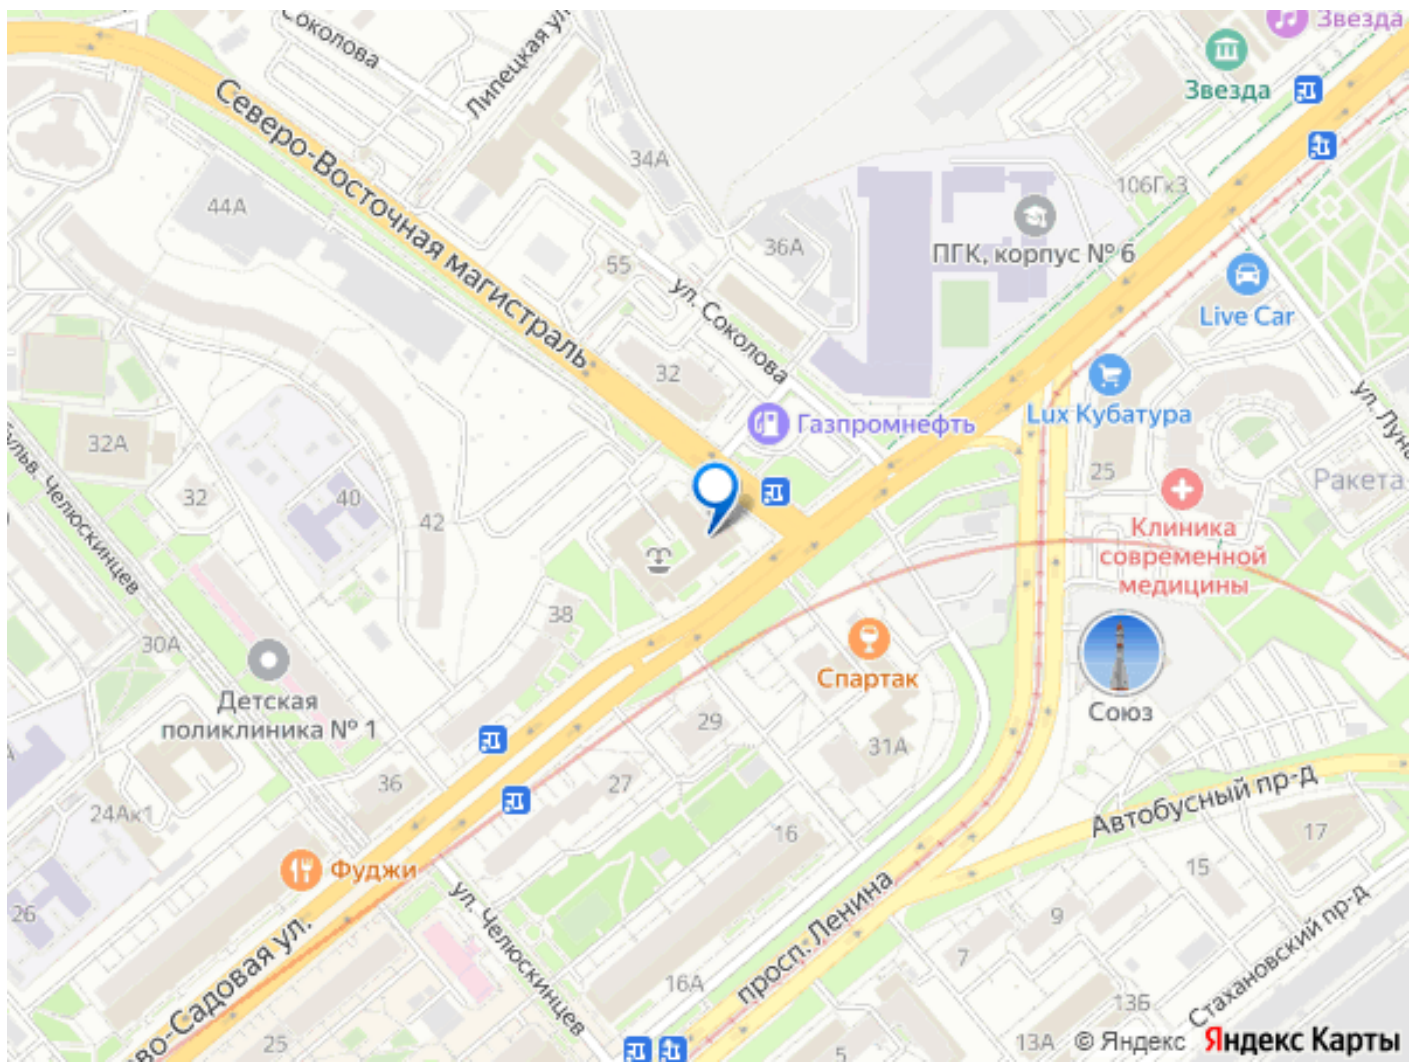 Звезда
Соколова
Липецкая ул.
Звезда
Северо-Восточная магистраль
34А
106Гк3
44А
36А
ПГК, корпус № 6
55
ул. Соколова
Live Car
32
Lux Кубатура
Газпромнефть
ул. Луна
32А
бульв. Челюскинцев
32
40
42
25
Ракета
Клиника
современной
медицины
38
30А
Спартак
Союз
Детская
поликлиника № 1
29
31А
27
36
24Ак1
16
Автобусный пр-д
17
15
Фуджи
26
ул. Челюскинцев
просп. Ленина
9
7
Стахановский пр-д
во-Садовая ул.
16А
13Б
25
5
13А
© Яндекс
Яндекс Карты